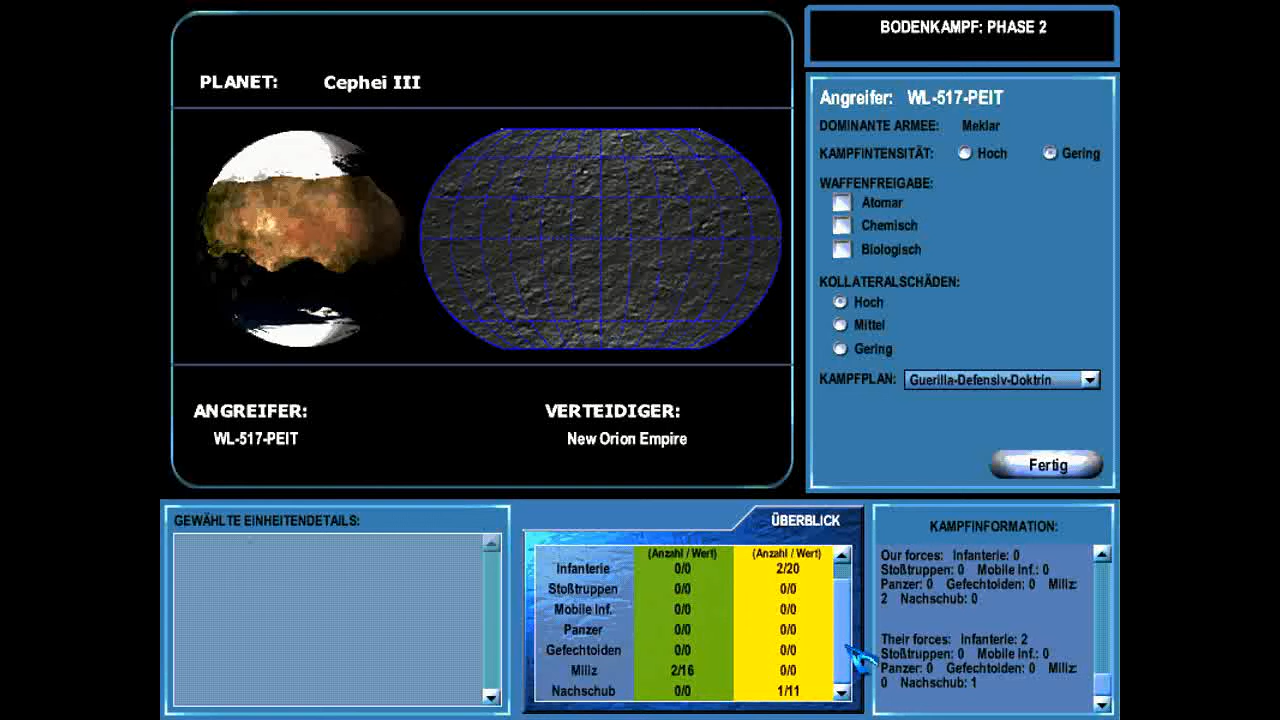 BODENKAMPF: PHASE 2
PLANET: Cephei III
Angreifer: WL-517-PEIT
DOMINANTE ARMEE: Meklar
KAMPFINTENSITÄT: Hoch Gering
WAFFENFREIGABE:
Atomar
Chemisch
Biologisch
KOLLATERALSCHÄDEN:
Hoch
Mittel
Gering
KAMPFPLAN: Guerilla-Defensiv-Doktrin
ANGREIFER: VERTEIDIGER:
WL-517-PEIT New Orion Empire
Fertig
GEWÄHLTE EINHEITENDETAILS:
ÜBERBLICK
(Anzahl / Wert) (Anzahl / Wert)
Infanterie 0/0 2/20
Stoßtruppen 0/0 0/0
Mobile Inf. 0/0 0/0
Panzer 0/0 0/0
Gefechtoiden 0/0 0/0
Miliz 2/16 0/0
Nachschub 0/0 1/11
KAMPFINFORMATION:
Our forces: Infanterie: 0
Stoßtruppen: 0 Mobile Inf.: 0
Panzer: 0 Gefechtoiden: 0 Miliz:
2 Nachschub: 0
Their forces: Infanterie: 2
Stoßtruppen: 0 Mobile Inf.: 0
Panzer: 0 Gefechtoiden: 0 Miliz:
0 Nachschub: 1